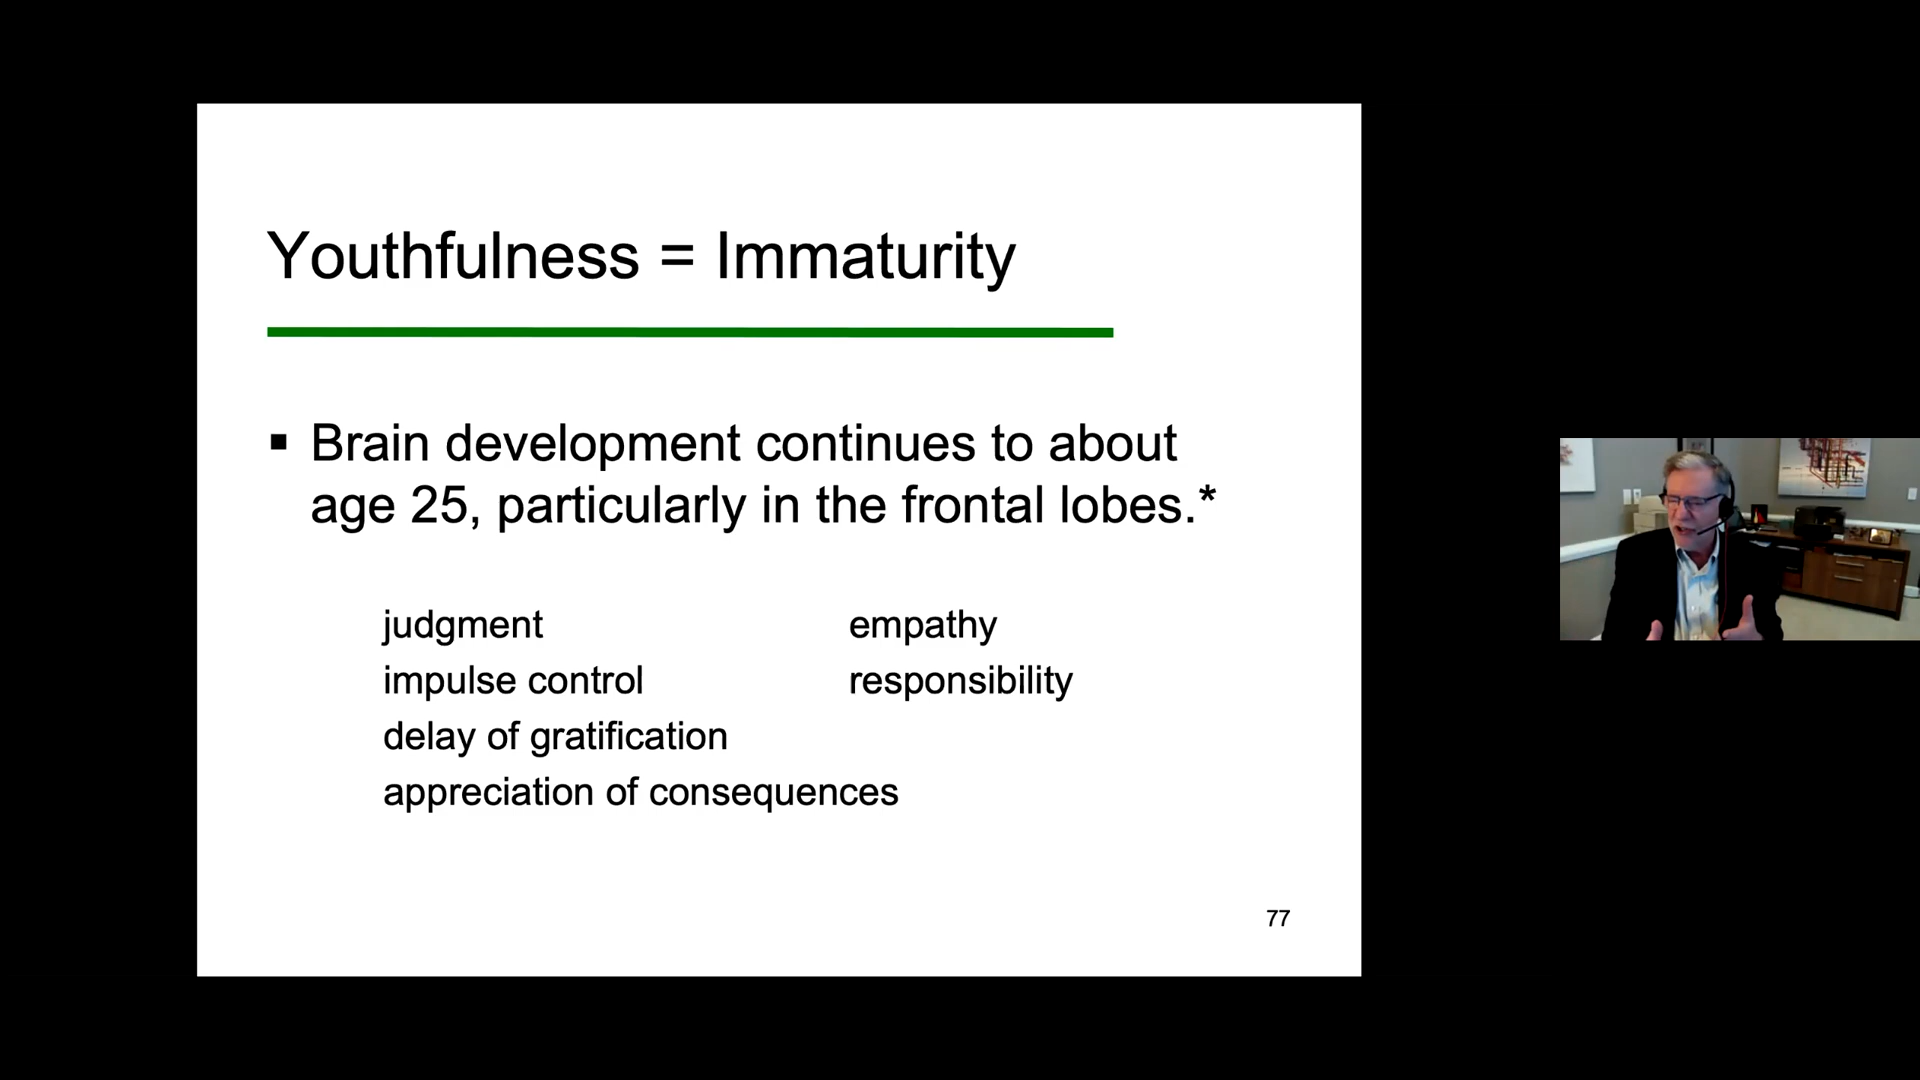 Youthfulness = Immaturity
▪ Brain development continues to about
age 25, particularly in the frontal lobes.*
judgment empathy
impulse control responsibility
delay of gratification
appreciation of consequences
77